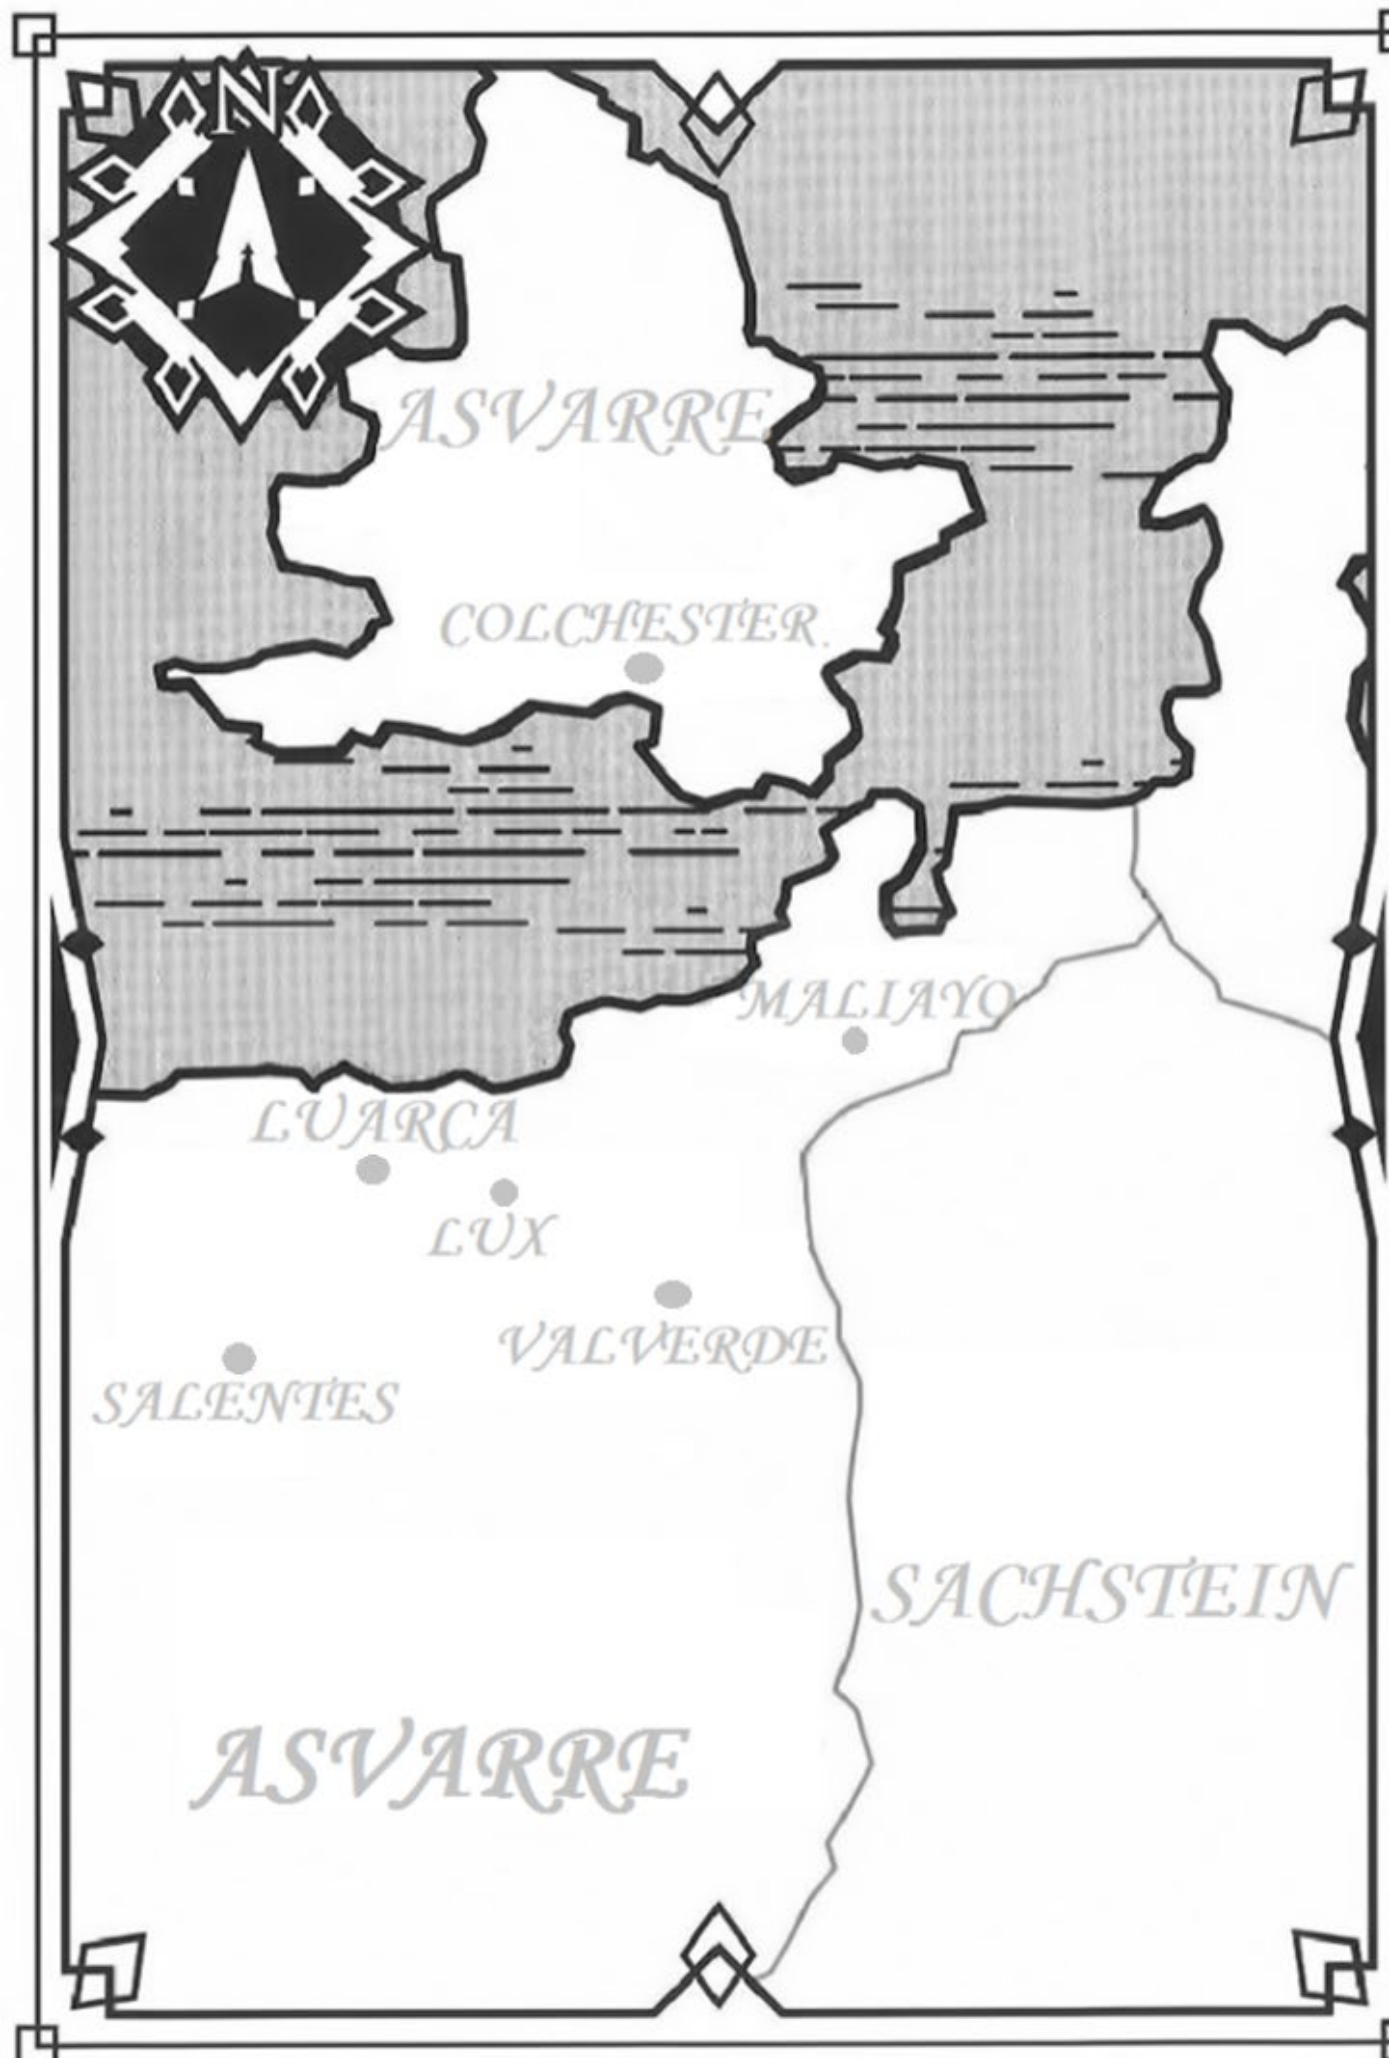 N
ASVARRE
COLCHESTER.
MALIAYO
LUARCA
LUX
VALVERDE
SALENTES
SACHSTEIN
ASVARRE